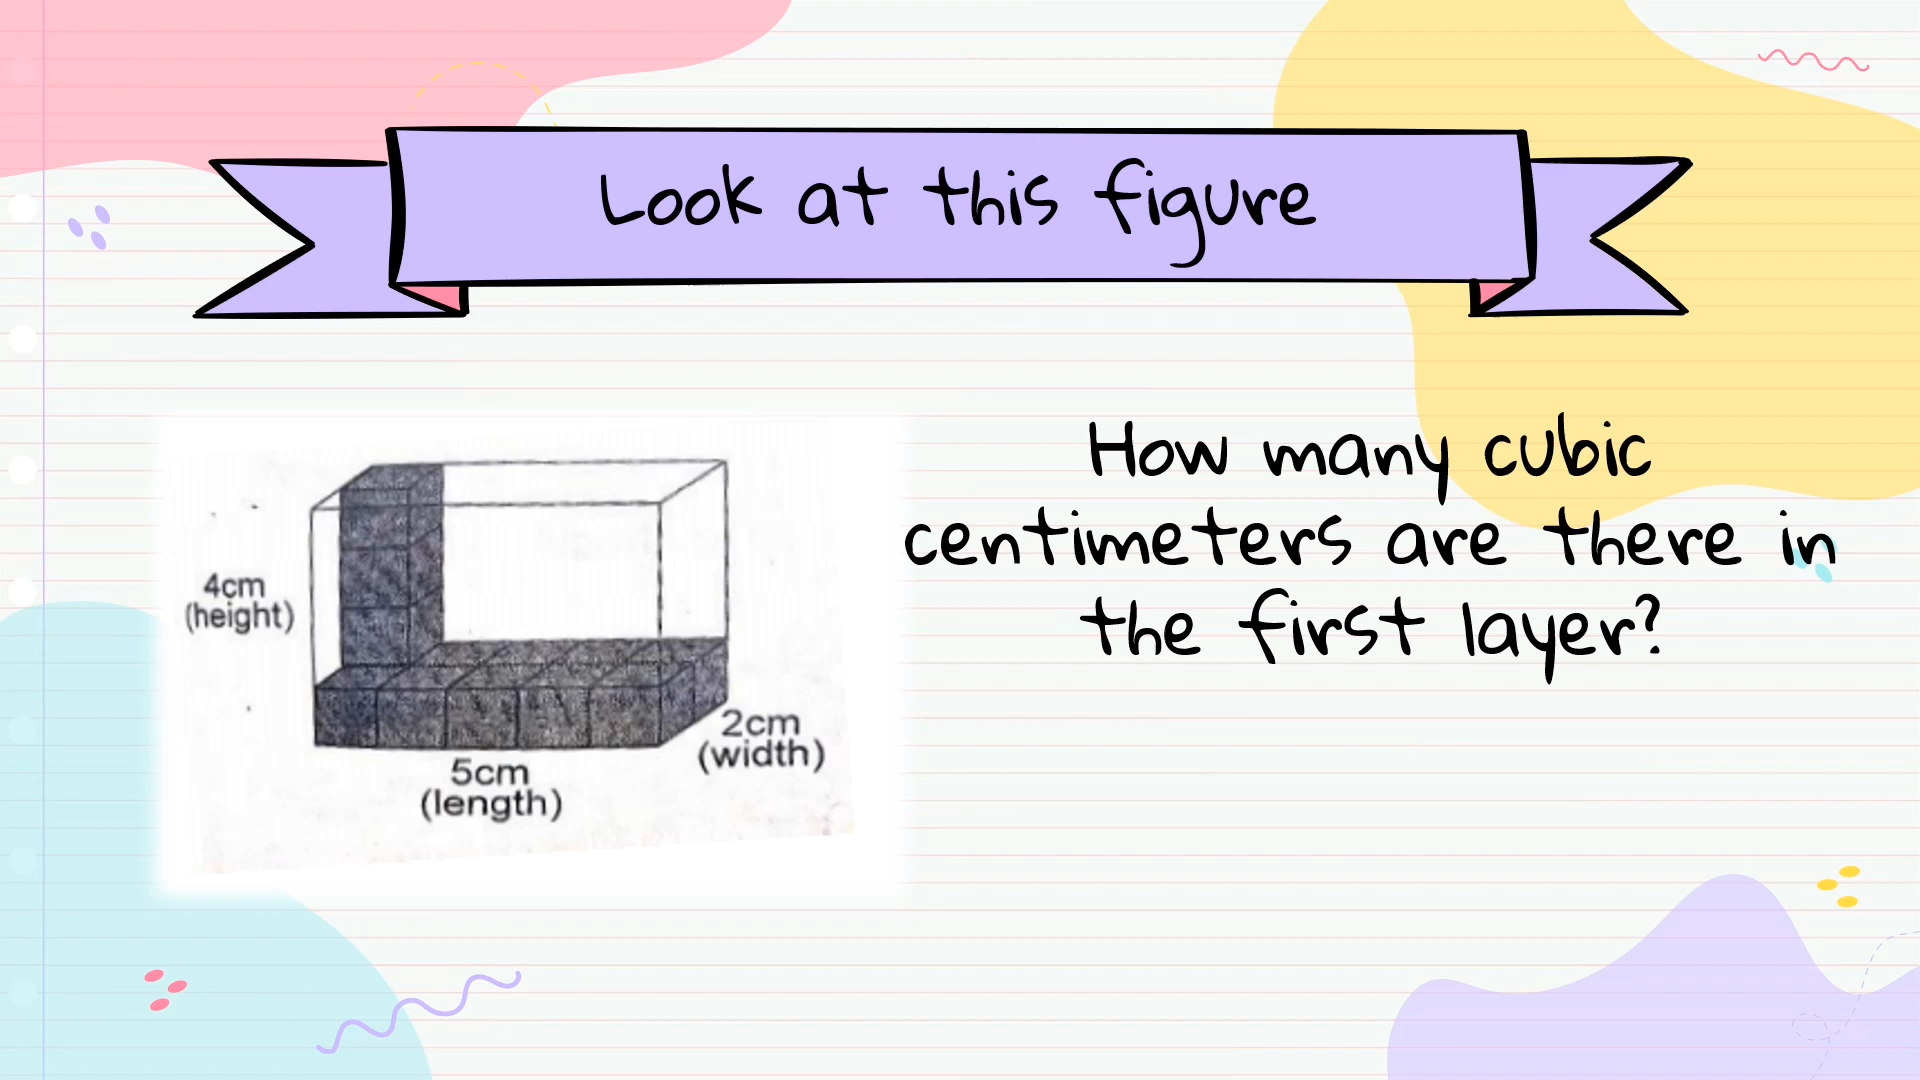 Look at this figure
How many cubic
centimeters are there in
the first layer?
4cm
(height)
2cm
(width)
5cm
(length)